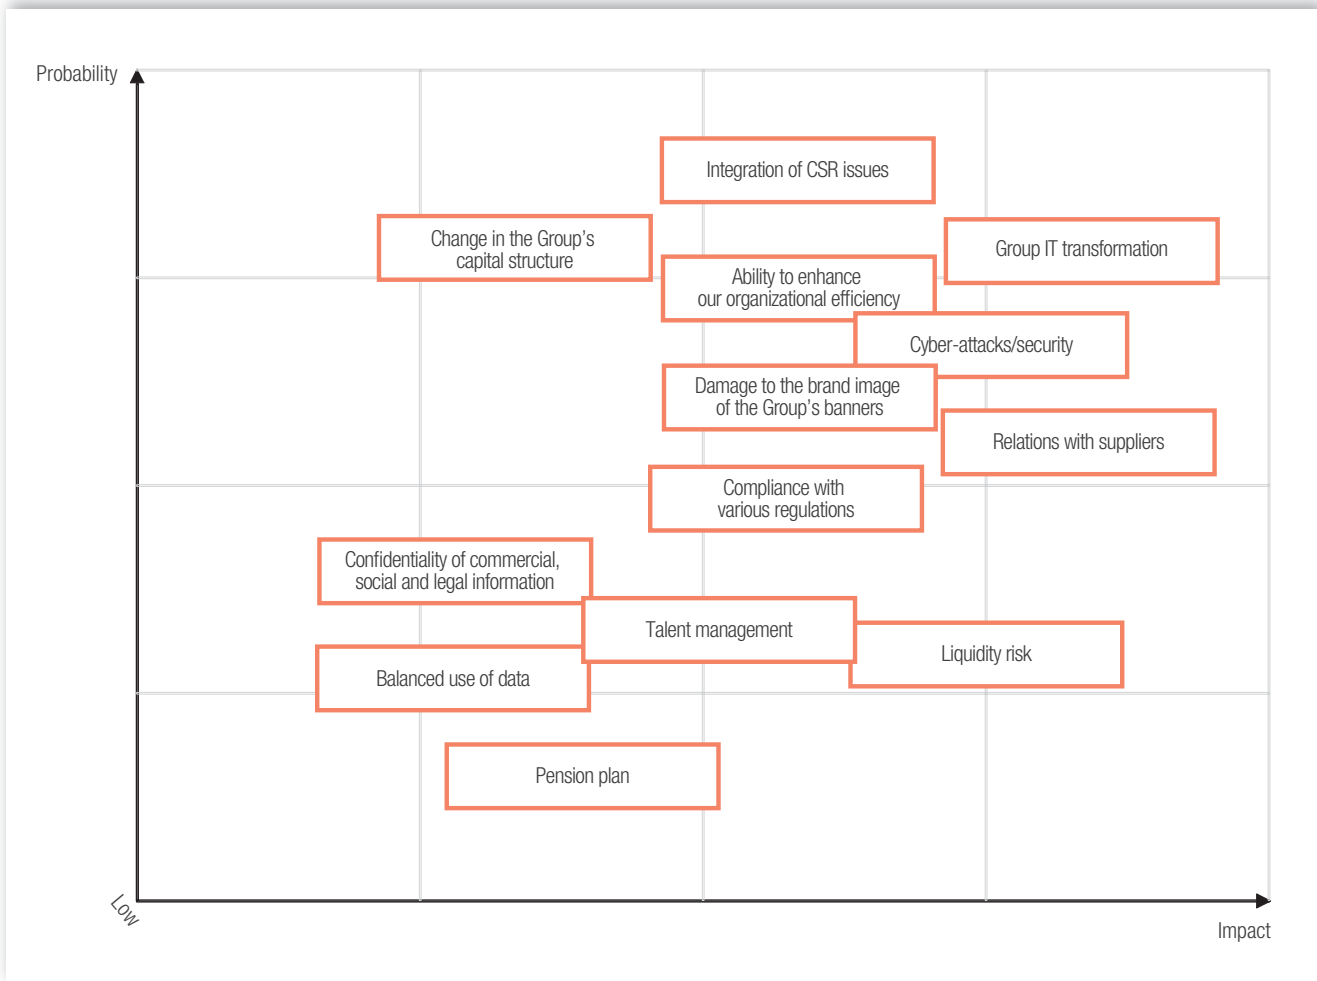 Probability
Integration of CSR issues
Change in the Group’s
capital structure
Group IT transformation
Ability to enhance
our organizational efficiency
Cyber-attacks/security
Damage to the brand image
of the Group’s banners
Relations with suppliers
Compliance with
various regulations
Confidentiality of commercial,
social and legal information
Talent management
Liquidity risk
Balanced use of data
Pension plan
Low
Impact